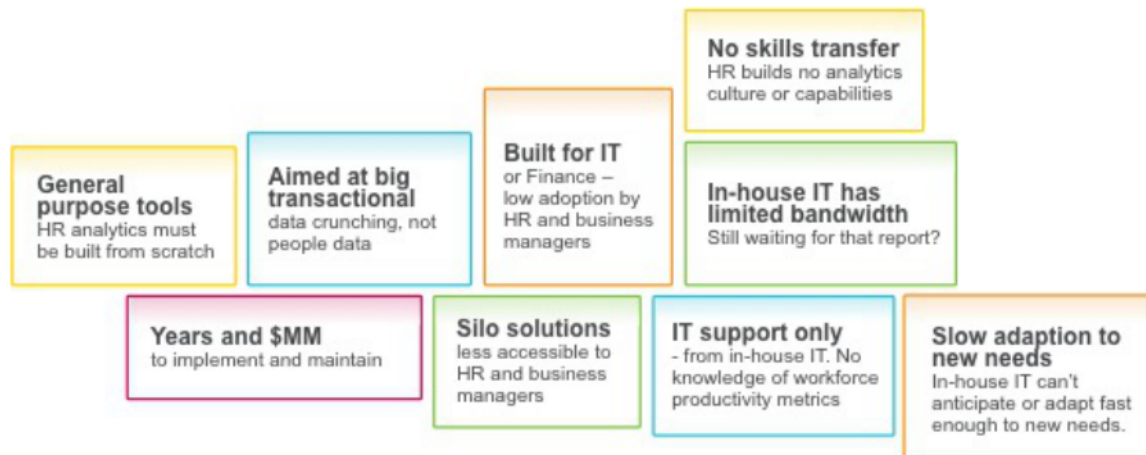 No skills transfer
HR builds no analytics
culture or capabilities
General
purpose tools
HR analytics must
be built from scratch
Aimed at big
transactional
data crunching, not
people data
Built for IT
or Finance –
low adoption by
HR and business
managers
In-house IT has
limited bandwidth
Still waiting for that report?
Years and $MM
to implement and maintain
Silo solutions
less accessible to
HR and business
managers
IT support only
- from in-house IT. No
knowledge of workforce
productivity metrics
Slow adaption to
new needs
In-house IT can't
anticipate or adapt fast
enough to new needs.